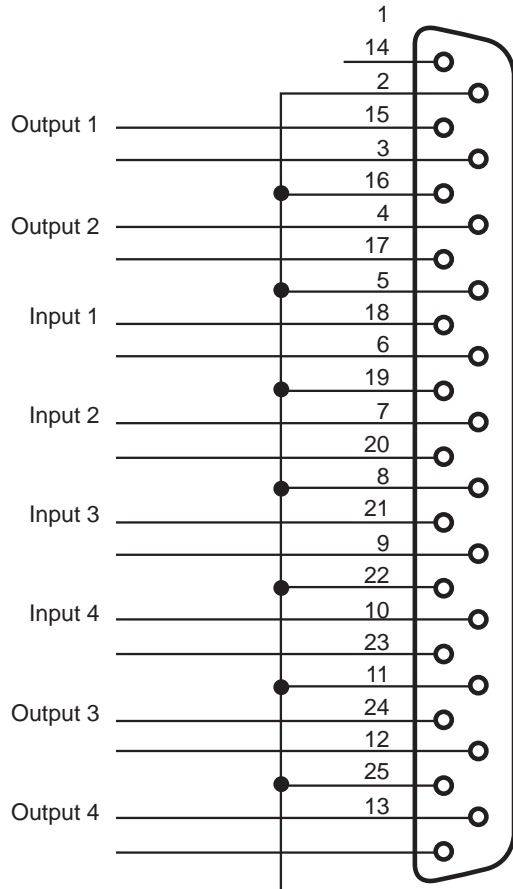 1
14
2
Output 1 15
3
16
Output 2 4
17
5
Input 1 18
6
19
Input 2 7
20
8
Input 3 21
9
22
Input 4 10
23
11
Output 3 24
12
25
Output 4 13